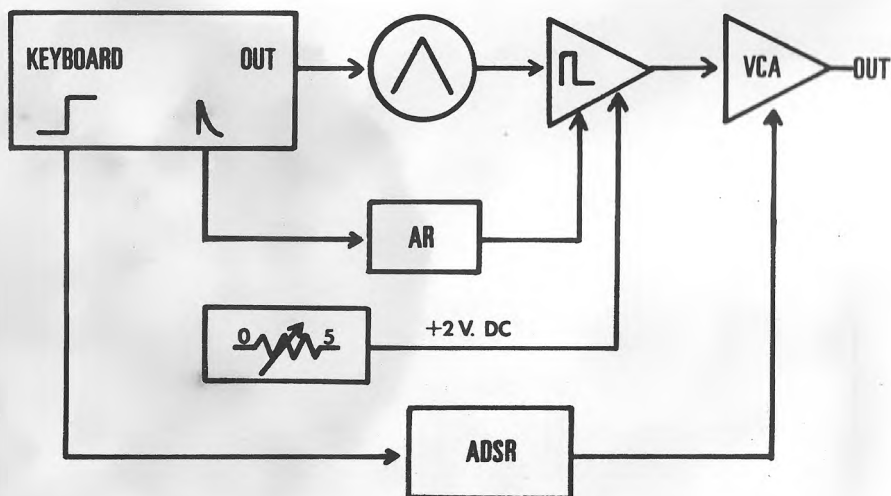 KEYBOARD OUT
VCA OUT
AR
0 5 +2 V. DC
ADSR